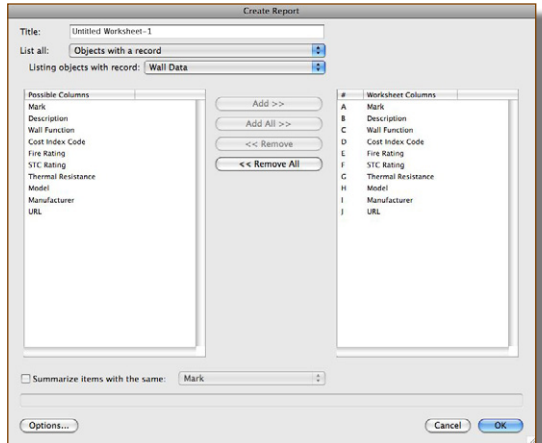 Create Report
Title: Untitled Worksheet-1
List all: Objects with a record
Listing objects with record: Wall Data
Possible Columns
Mark
Description
Wall Function
Cost Index Code
Fire Rating
STC Rating
Thermal Resistance
Model
Manufacturer
URL
Add >>
Add All >>
<< Remove
<< Remove All
# Worksheet Columns
A Mark
B Description
C Wall Function
D Cost Index Code
E Fire Rating
F STC Rating
G Thermal Resistance
H Model
I Manufacturer
J URL
Summarize items with the same: Mark
Options... Cancel OK